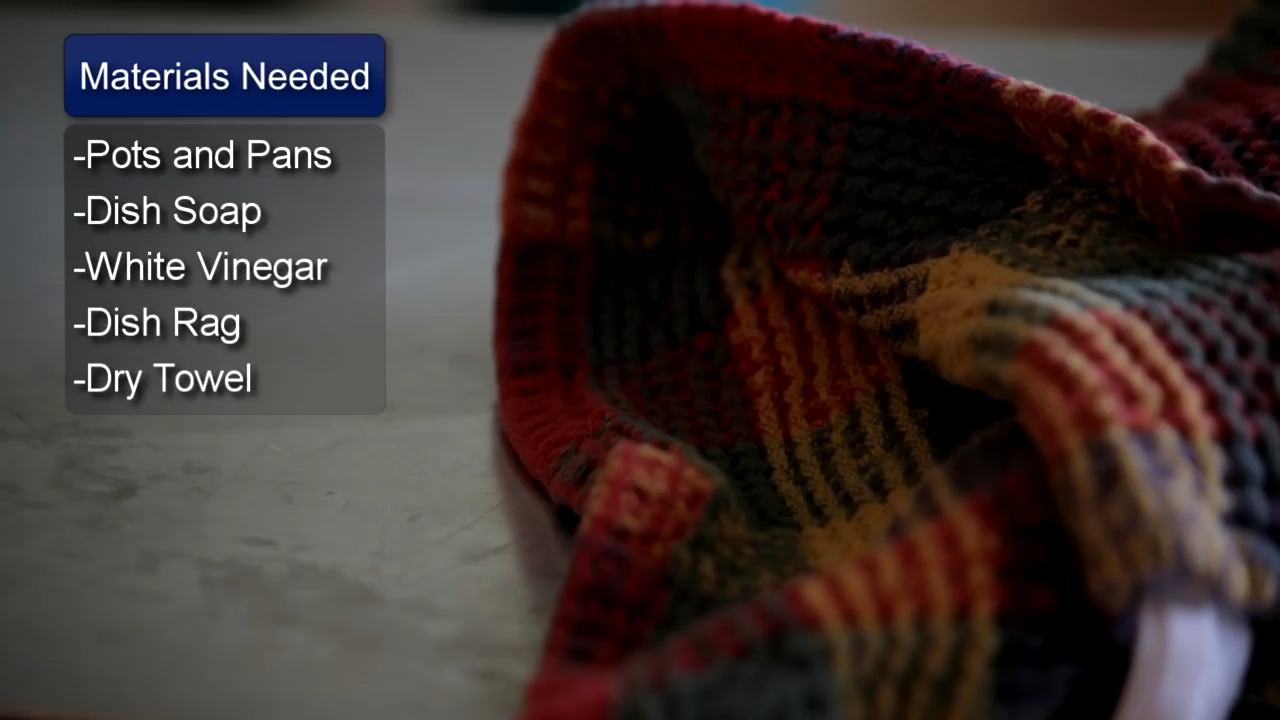 Materials Needed
-Pots and Pans
-Dish Soap
-White Vinegar
-Dish Rag
-Dry Towel